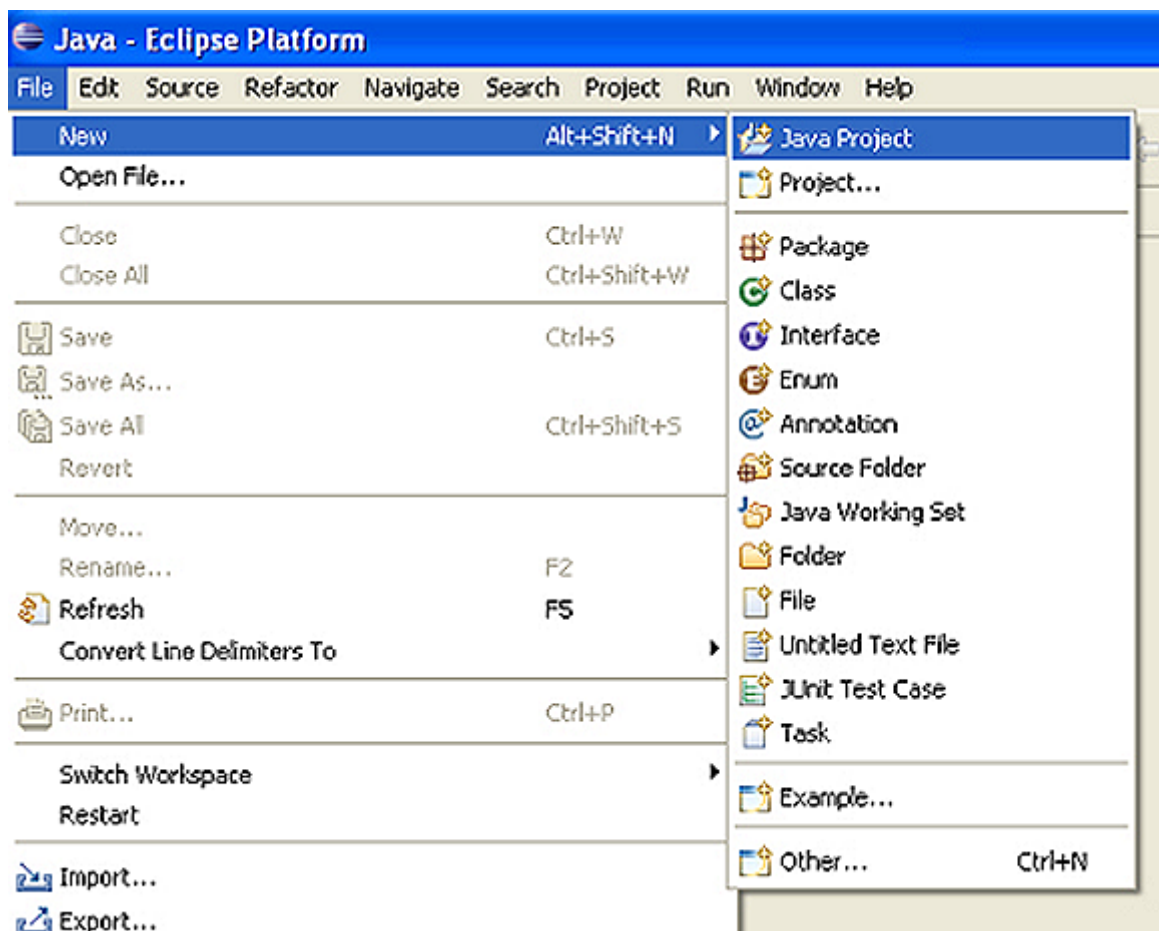 Java - Eclipse Platform
File Edit Source Refactor Navigate Search Project Run Window Help
New Alt+Shift+N
Open File...
Close Ctrl+W
Close All Ctrl+Shift+W
Save Ctrl+S
Save As...
Save All Ctrl+Shift+S
Revert
Move...
Rename... F2
Refresh F5
Convert Line Delimiters To
Print... Ctrl+P
Switch Workspace
Restart
Import...
Export...
Java Project
Project...
Package
Class
Interface
Enum
Annotation
Source Folder
Java Working Set
Folder
File
Untitled Text File
JUnit Test Case
Task
Example...
Other... Ctrl+N